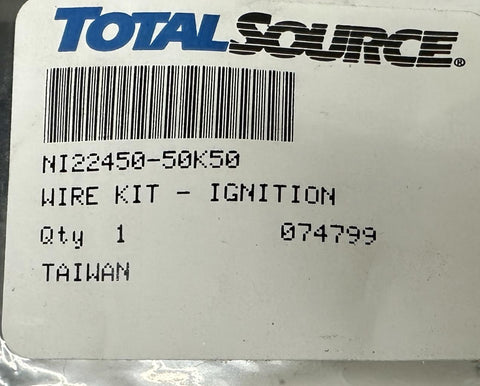 TOTALSOURCE®
NI22450-50K50
WIRE KIT - IGNITION
Qty 1 074799
TAIWAN